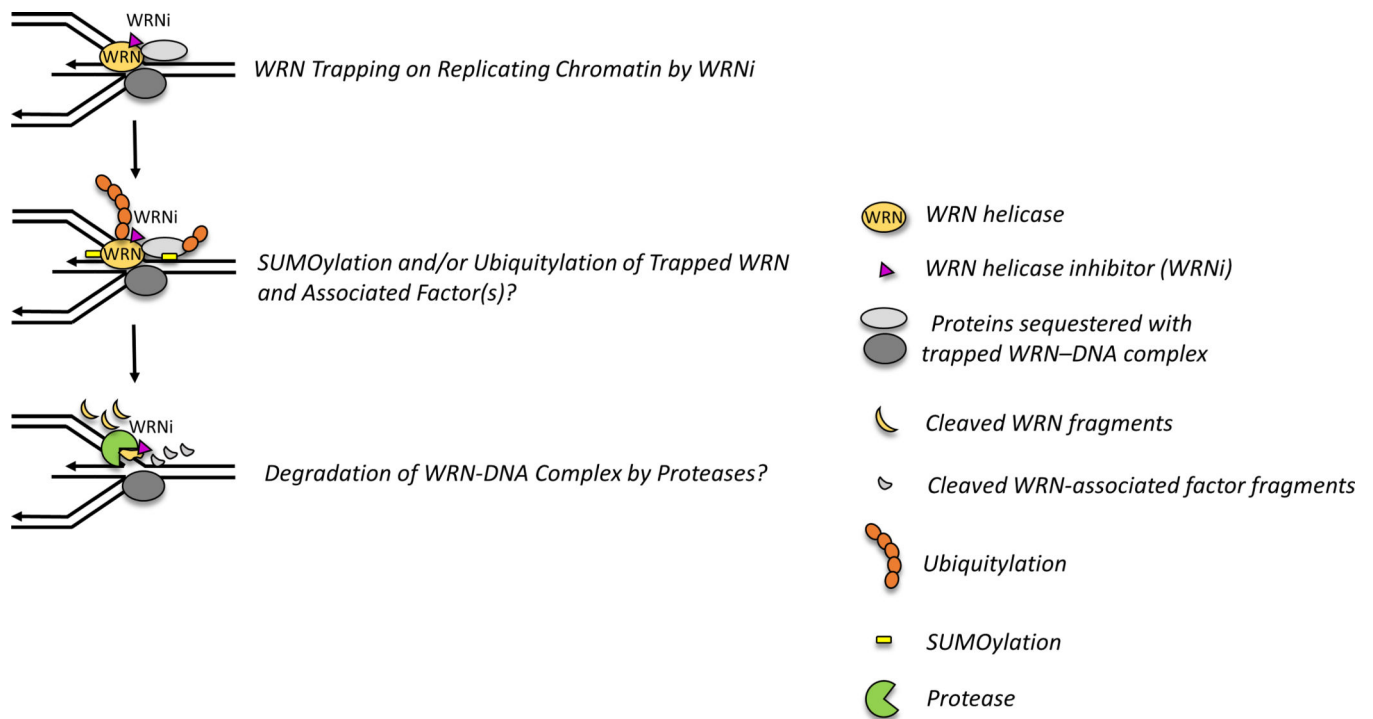 WRNi
WRN
WRN Trapping on Replicating Chromatin by WRNi
WRNi
WRN
SUMOylation and/or Ubiquitylation of Trapped WRN
and Associated Factor(s)?
WRNi
Degradation of WRN-DNA Complex by Proteases?
WRN
WRN helicase
WRN helicase inhibitor (WRNi)
Proteins sequestered with
trapped WRN–DNA complex
Cleaved WRN fragments
Cleaved WRN-associated factor fragments
Ubiquitylation
SUMOylation
Protease